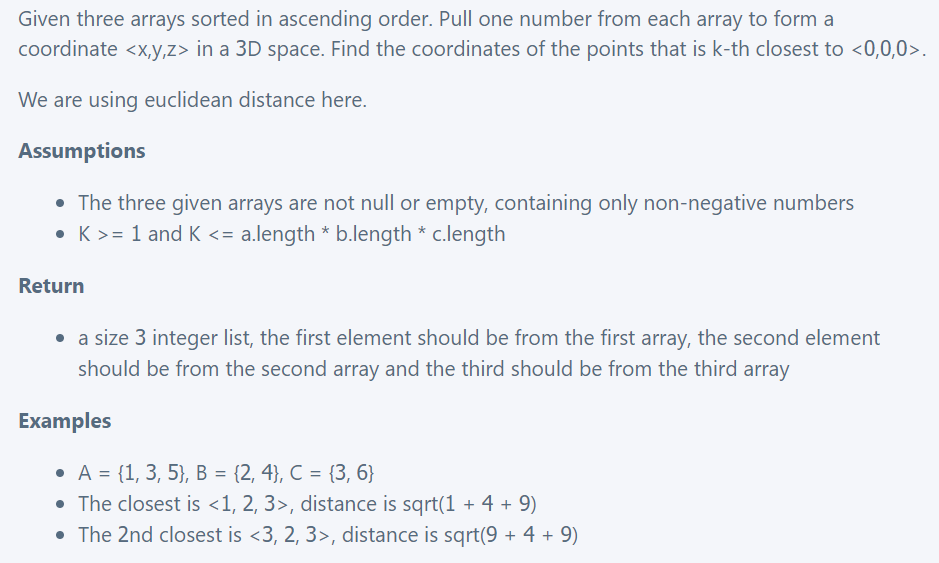 Given three arrays sorted in ascending order. Pull one number from each array to form a
coordinate <x,y,z> in a 3D space. Find the coordinates of the points that is k-th closest to <0,0,0>.
We are using euclidean distance here.
Assumptions
• The three given arrays are not null or empty, containing only non-negative numbers
• K >= 1 and K <= a.length * b.length * c.length
Return
• a size 3 integer list, the first element should be from the first array, the second element
should be from the second array and the third should be from the third array
Examples
• A = {1, 3, 5}, B = {2, 4}, C = {3, 6}
• The closest is <1, 2, 3>, distance is sqrt(1 + 4 + 9)
• The 2nd closest is <3, 2, 3>, distance is sqrt(9 + 4 + 9)